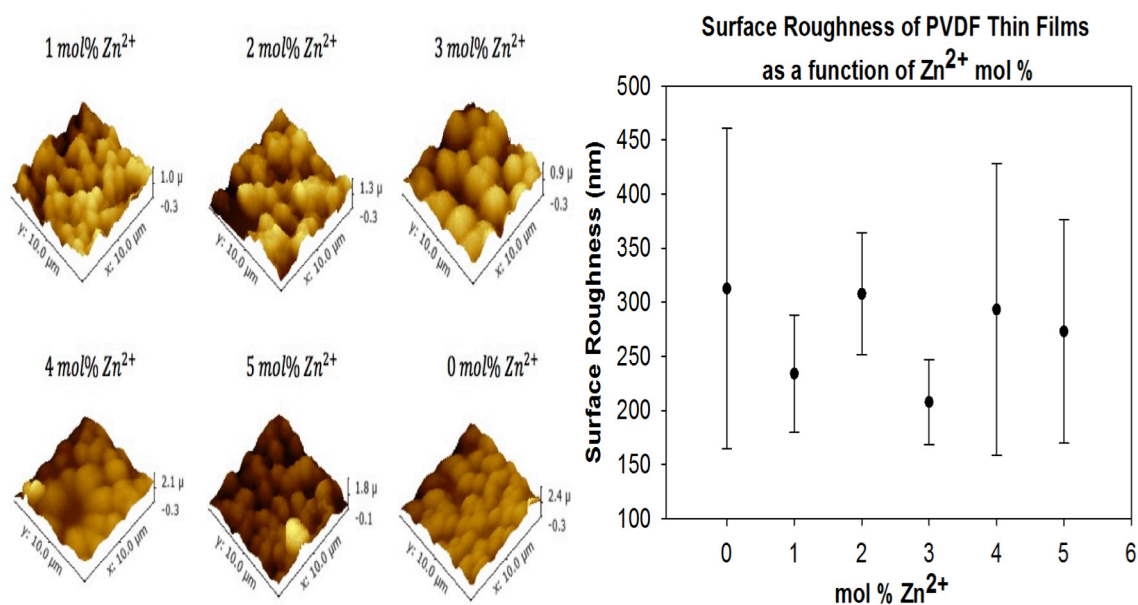 1 mol% Zn²⁺
2 mol% Zn²⁺
3 mol% Zn²⁺
1.0 µ
-0.3
y: 10.0 µm
x: 10.0 µm
1.3 µ
-0.3
y: 10.0 µm
x: 10.0 µm
0.9 µ
-0.3
y: 10.0 µm
x: 10.0 µm
4 mol% Zn²⁺
5 mol% Zn²⁺
0 mol% Zn²⁺
2.1 µ
-0.3
y: 10.0 µm
x: 10.0 µm
1.8 µ
-0.1
y: 10.0 µm
x: 10.0 µm
2.4 µ
-0.3
y: 10.0 µm
x: 10.0 µm
Surface Roughness of PVDF Thin Films
as a function of Zn²⁺ mol %
Surface Roughness (nm)
500
450
400
350
300
250
200
150
100
0 1 2 3 4 5 6
mol % Zn²⁺